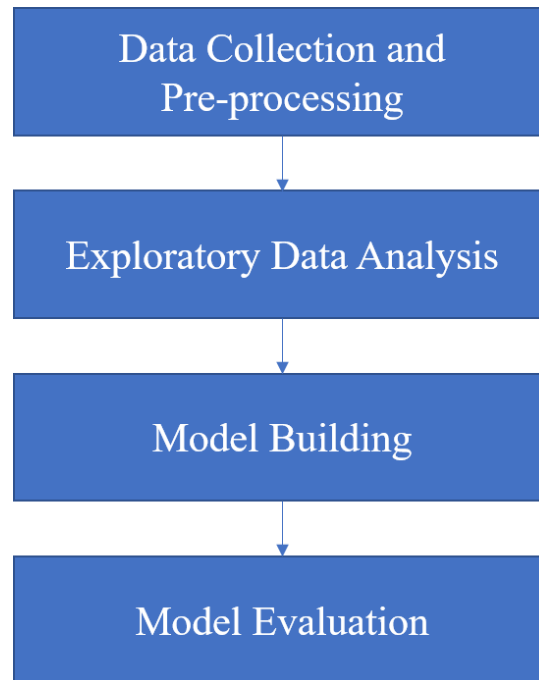 Data Collection and
Pre-processing
Exploratory Data Analysis
Model Building
Model Evaluation